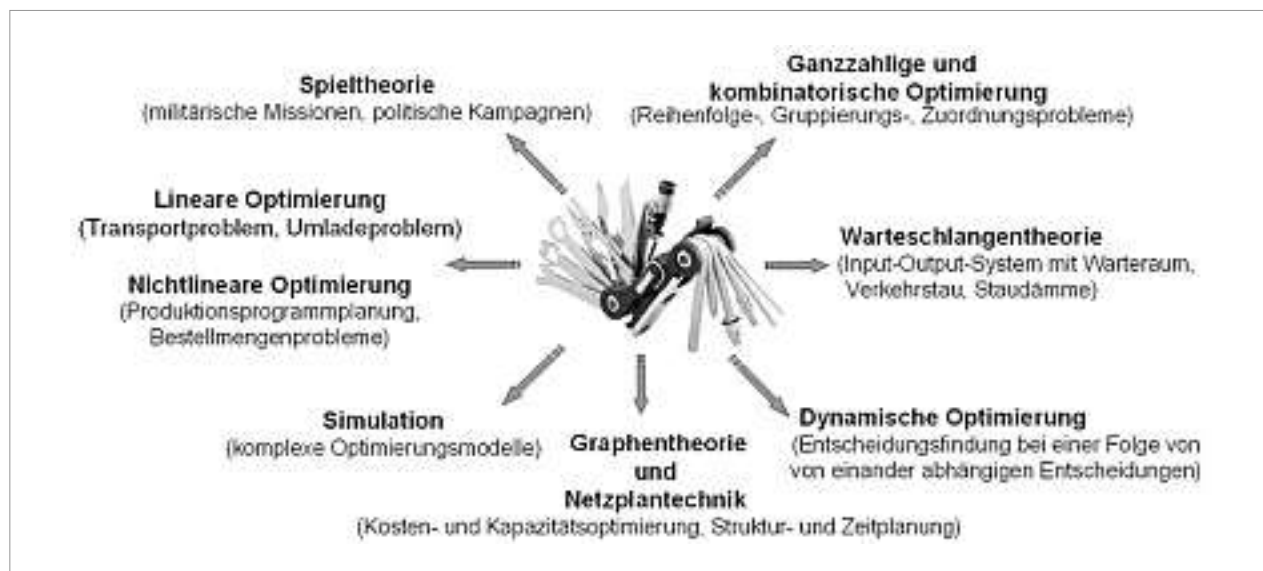 Spieltheorie
(militärische Missionen, politische Kampagnen)
Ganzzahlige und
kombinatorische Optimierung
(Reihenfolge-, Gruppierungs-, Zuordnungsprobleme)
Lineare Optimierung
(Transportproblem, Umladeproblem)
Nichtlineare Optimierung
(Produktionsprogrammplanung,
Bestellmengenprobleme)
Warteschlangentheorie
(Input-Output-System mit Warteraum,
Verkehrstau, Staudämme)
Simulation
(komplexe Optimierungsmodelle)
Graphentheorie
und
Netzplantechnik
(Kosten- und Kapazitätsoptimierung, Struktur- und Zeitplanung)
Dynamische Optimierung
(Entscheidungsfindung bei einer Folge von
von einander abhängigen Entscheidungen)